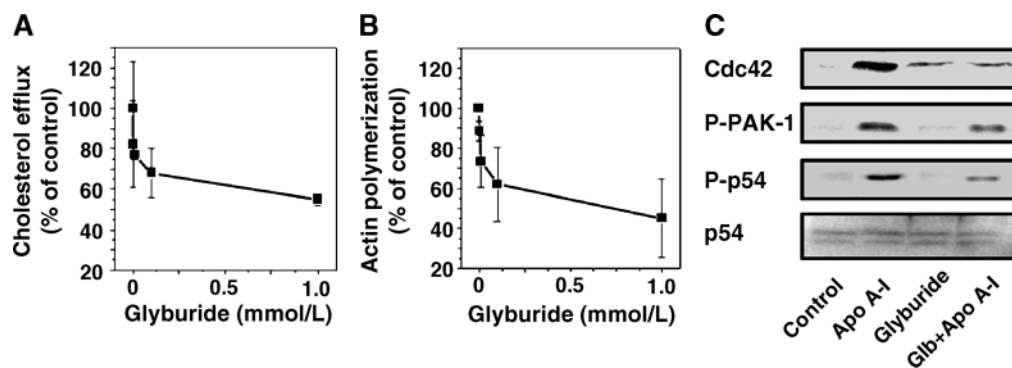 A
Cholesterol efflux
(% of control)
120
100
80
60
40
20
0
0.5
1.0
Glyburide (mmol/L)
B
Actin polymerization
(% of control)
120
100
80
60
40
20
0
0.5
1.0
Glyburide (mmol/L)
C
Cdc42
P-PAK-1
P-p54
p54
Control
Apo A-I
Glyburide
Glb+Apo A-I